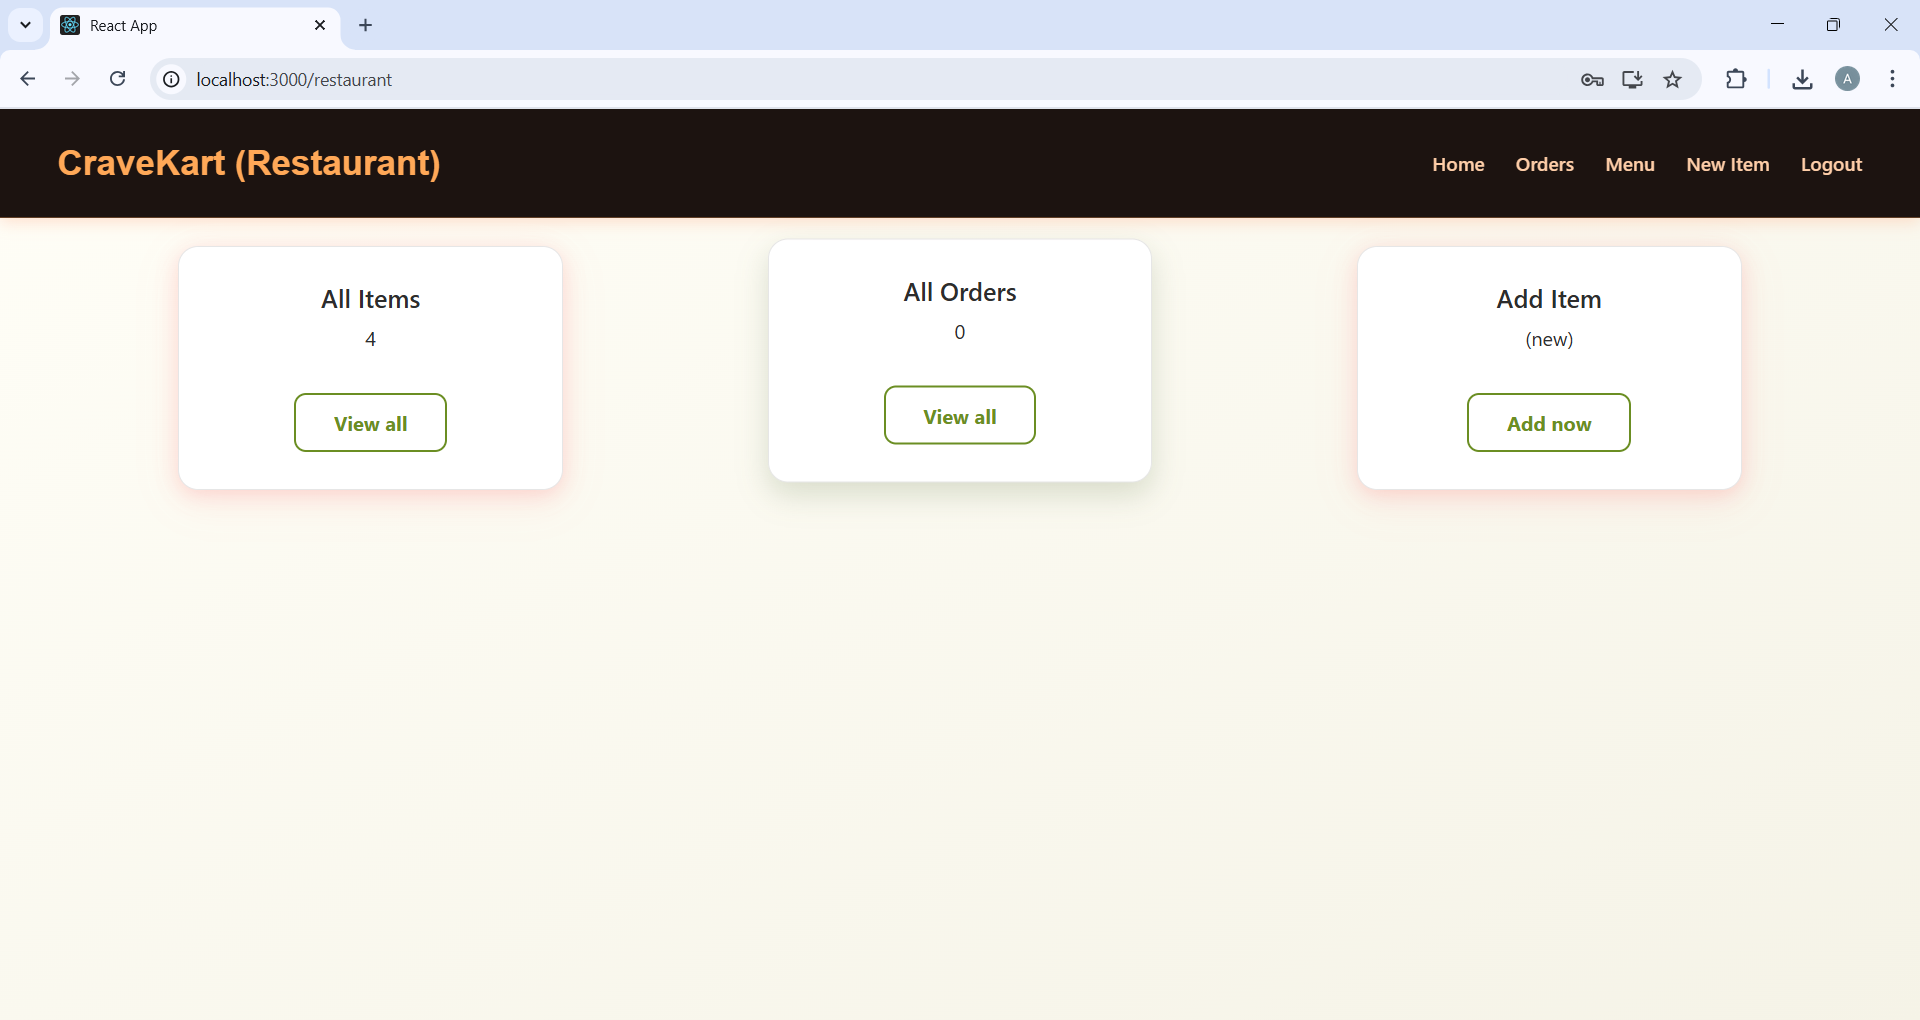 React App
localhost:3000/restaurant
A
CraveKart (Restaurant)
Home Orders Menu New Item Logout
All Items
4
View all
All Orders
0
View all
Add Item
(new)
Add now